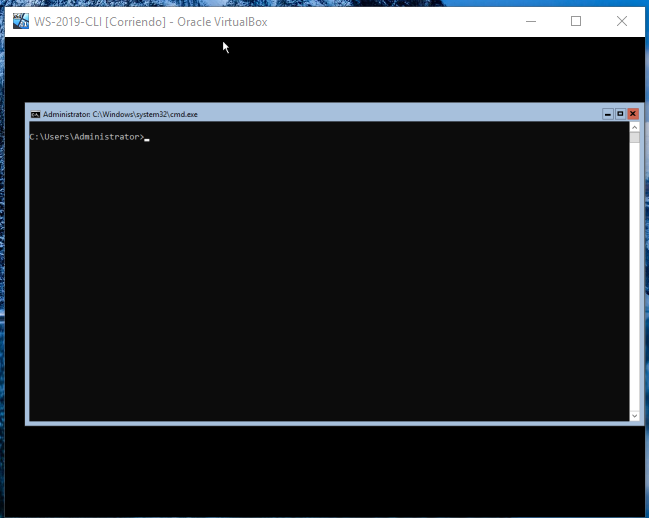 WS-2019-CLI [Corriendo] - Oracle VirtualBox
Administrator: C:\Windows\system32\cmd.exe
C:\Users\Administrator>